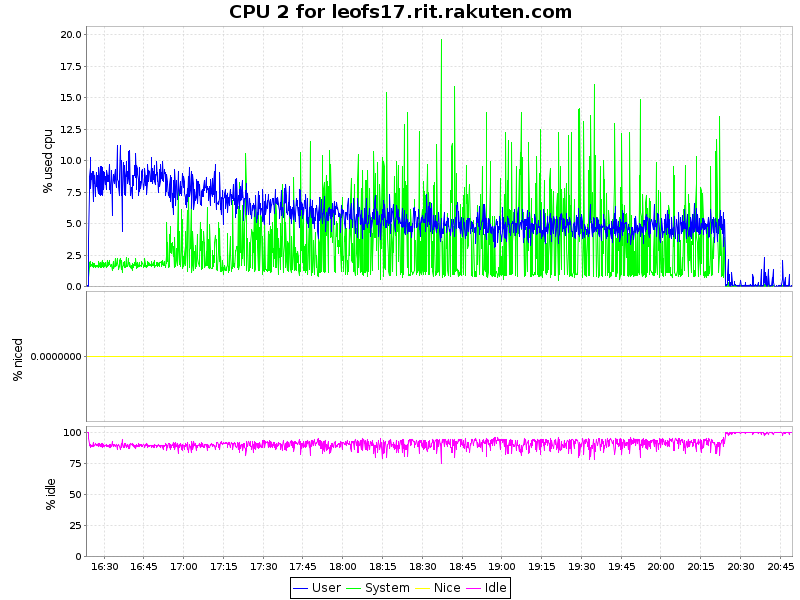 CPU 2 for leofs17.rit.rakuten.com
% used cpu
20.0
17.5
15.0
12.5
10.0
7.5
5.0
2.5
0.0
% niced
0.0000000
% idle
100
75
50
25
0
16:30 16:45 17:00 17:15 17:30 17:45 18:00 18:15 18:30 18:45 19:00 19:15 19:30 19:45 20:00 20:15 20:30 20:45
User System Nice Idle